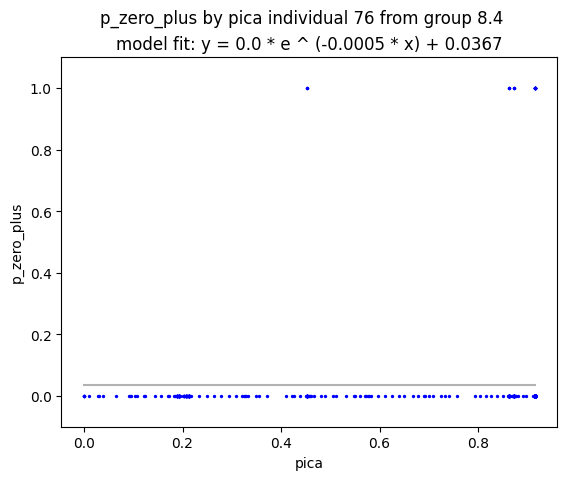 p_zero_plus by pica individual 76 from group 8.4
model fit: y = 0.0 * e ^ (-0.0005 * x) + 0.0367
1.0
0.8
0.6
0.4
0.2
0.0
p_zero_plus
0.0 0.2 0.4 0.6 0.8
pica